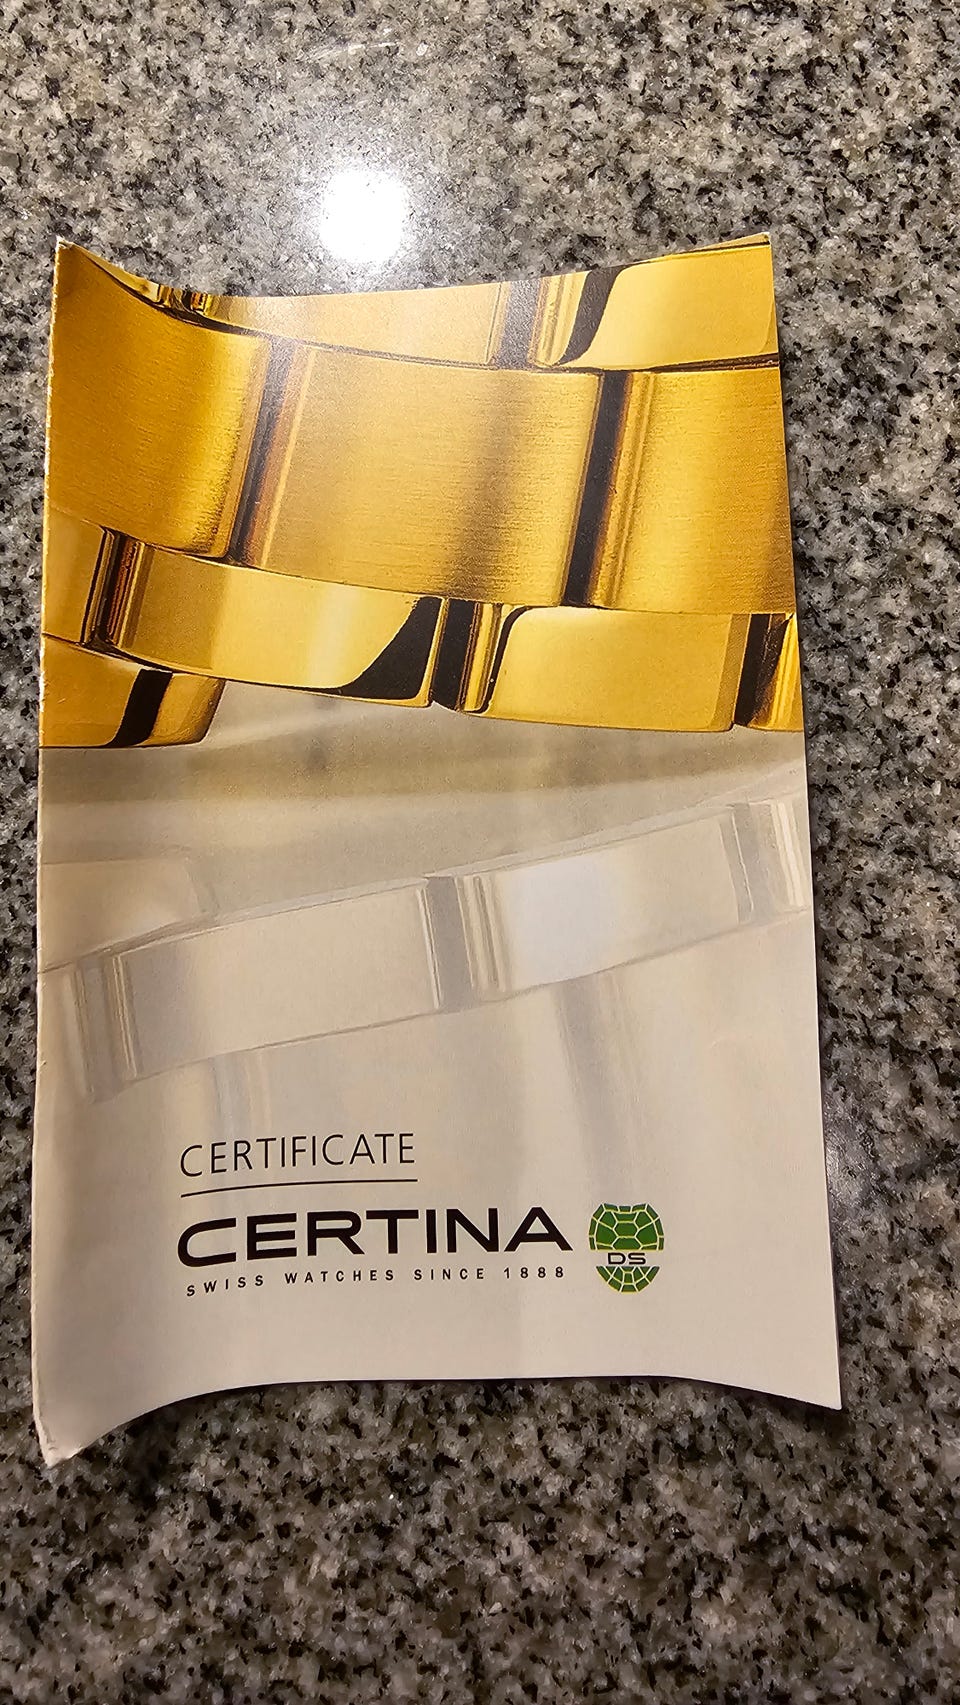 CERTIFICATE
CERTINA
DS
SWISS WATCHES SINCE 1888